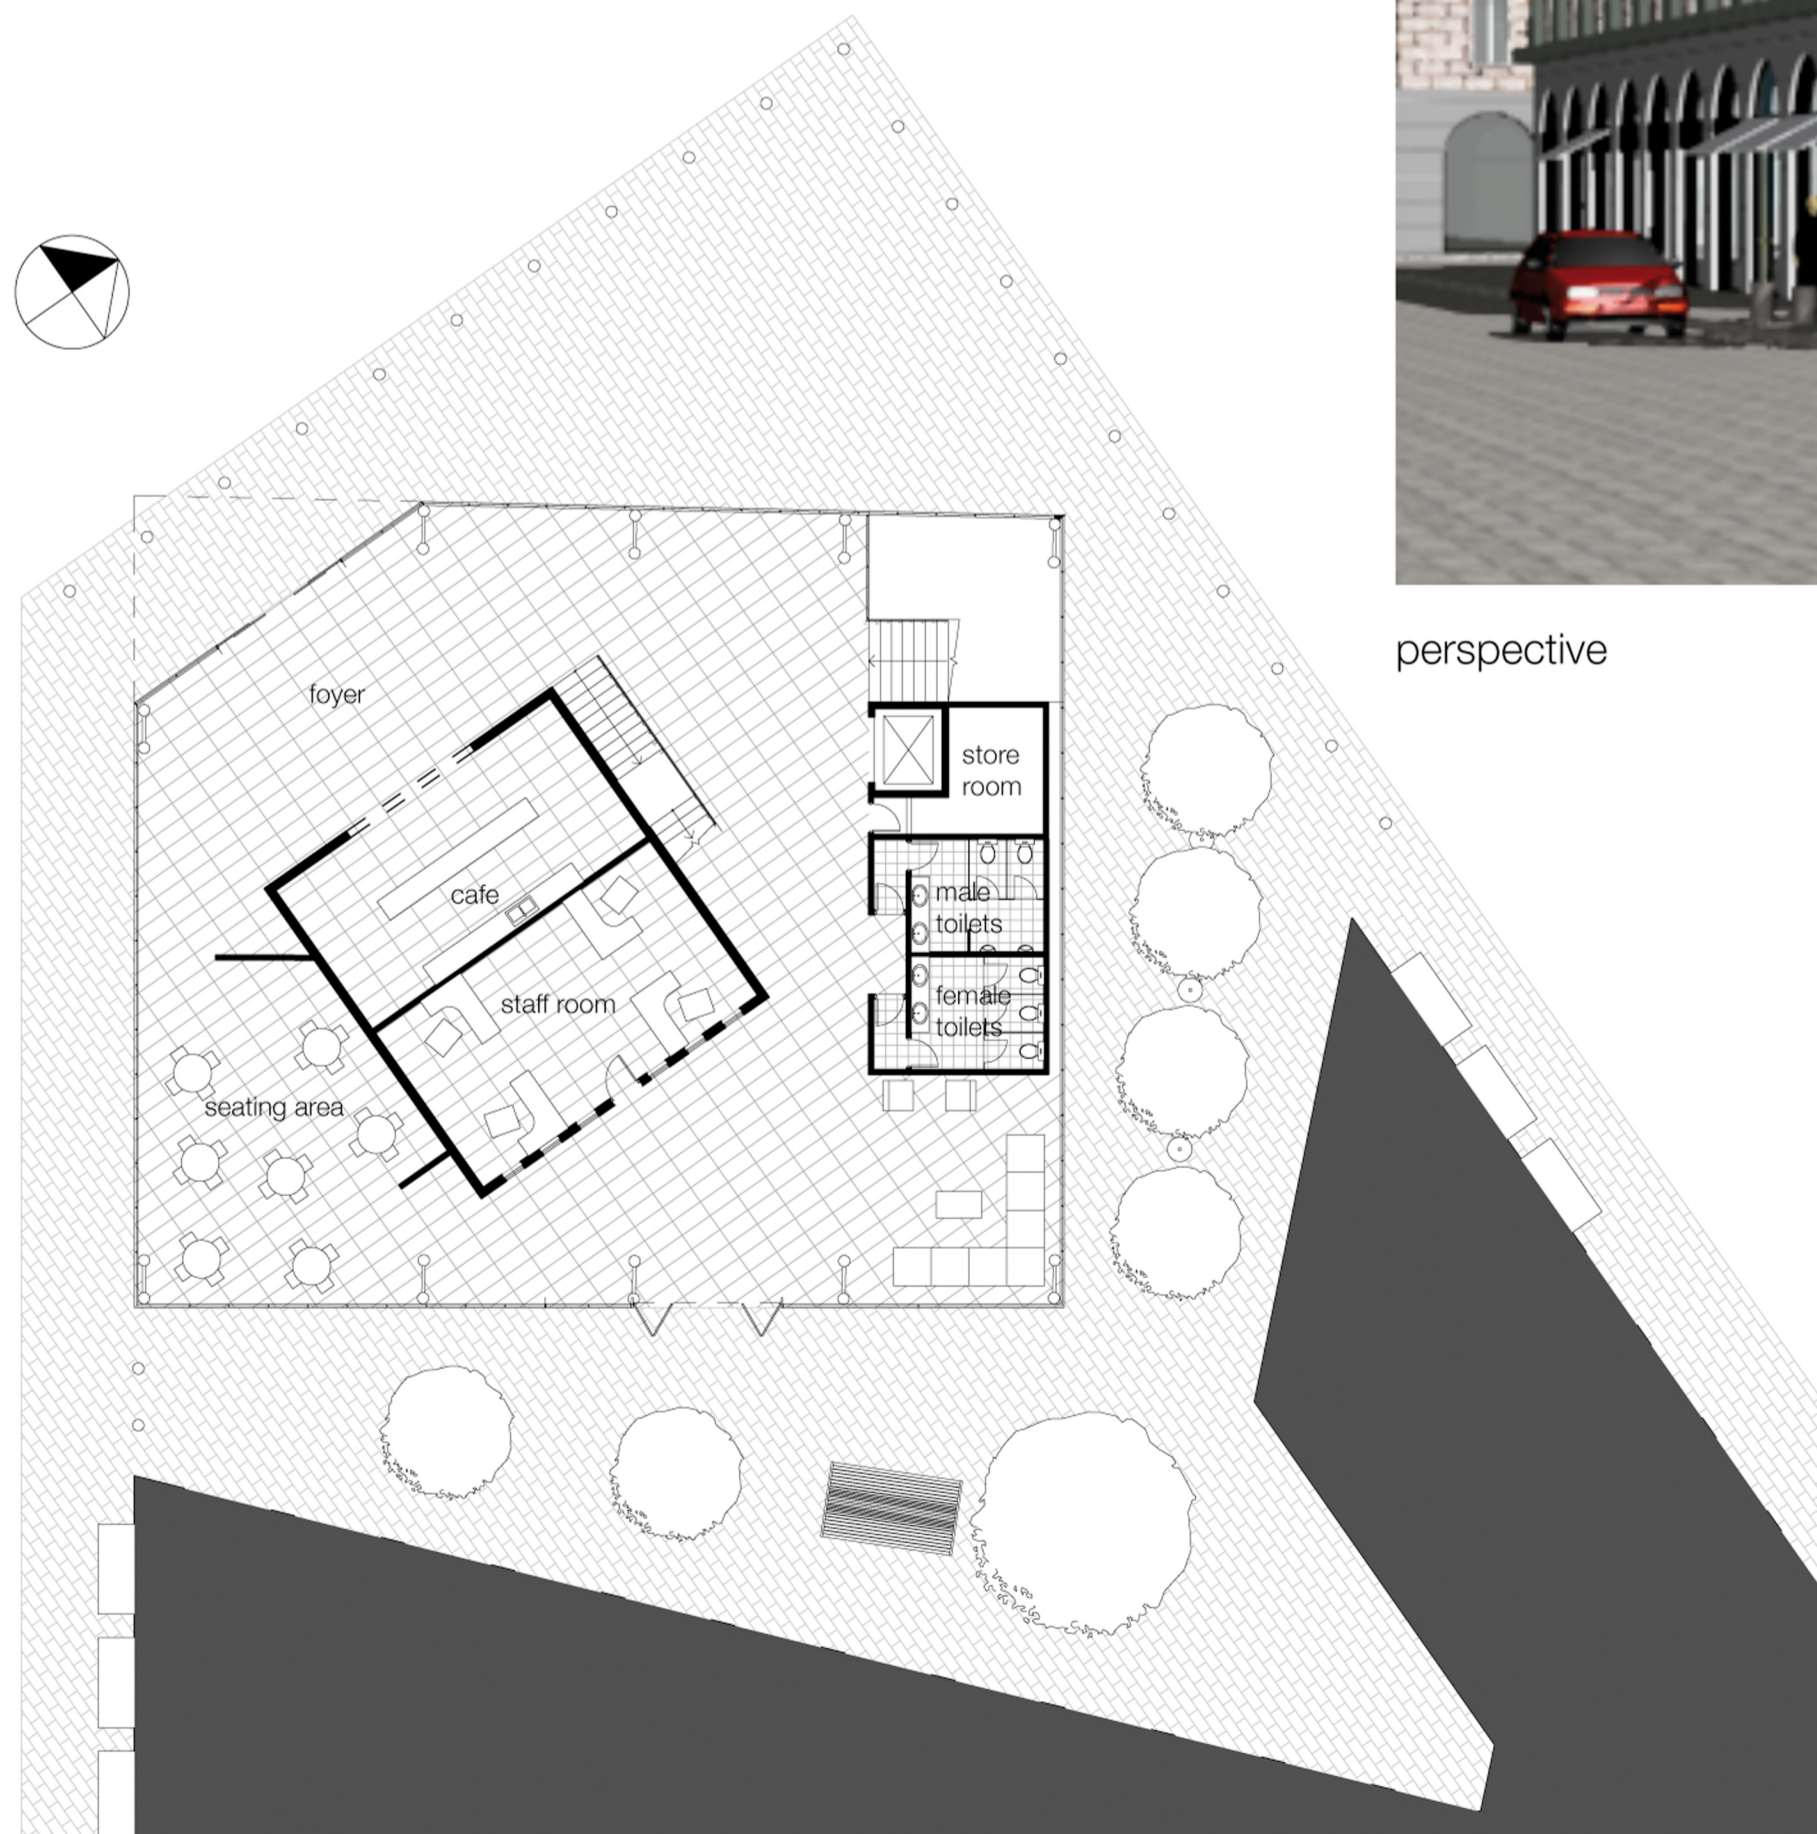 perspective
foyer
store
room
cafe
male
toilets
staff room
female
toilets
seating area